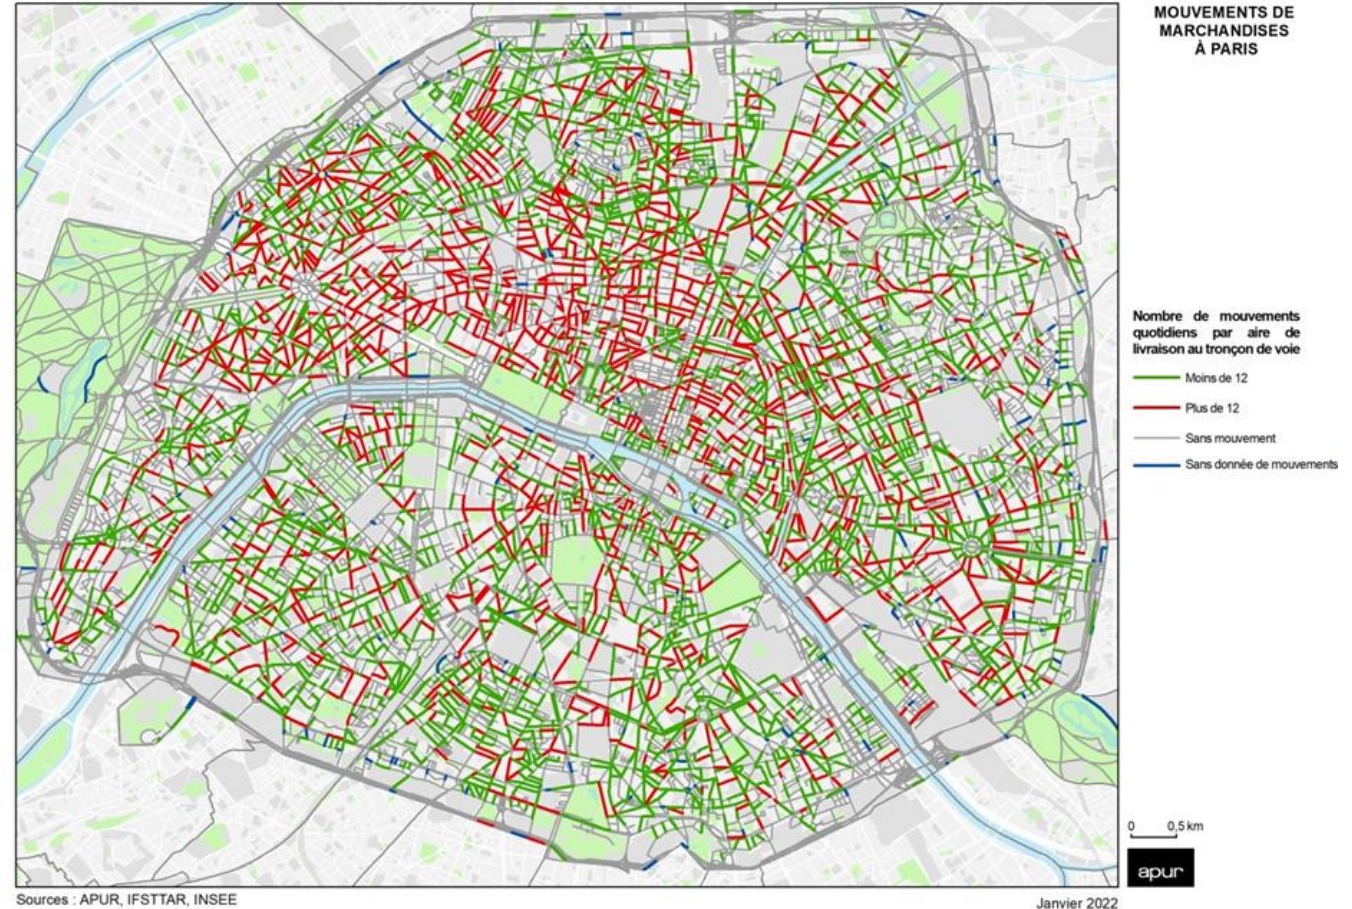 MOUVEMENTS DE
MARCHANDISES
À PARIS
Nombre de mouvements
quotidiens par aire de
livraison au tronçon de voie
Moins de 12
Plus de 12
Sans mouvement
Sans donnée de mouvements
0 0,5 km
apur
Sources : APUR, IFSTTAR, INSEE
Janvier 2022